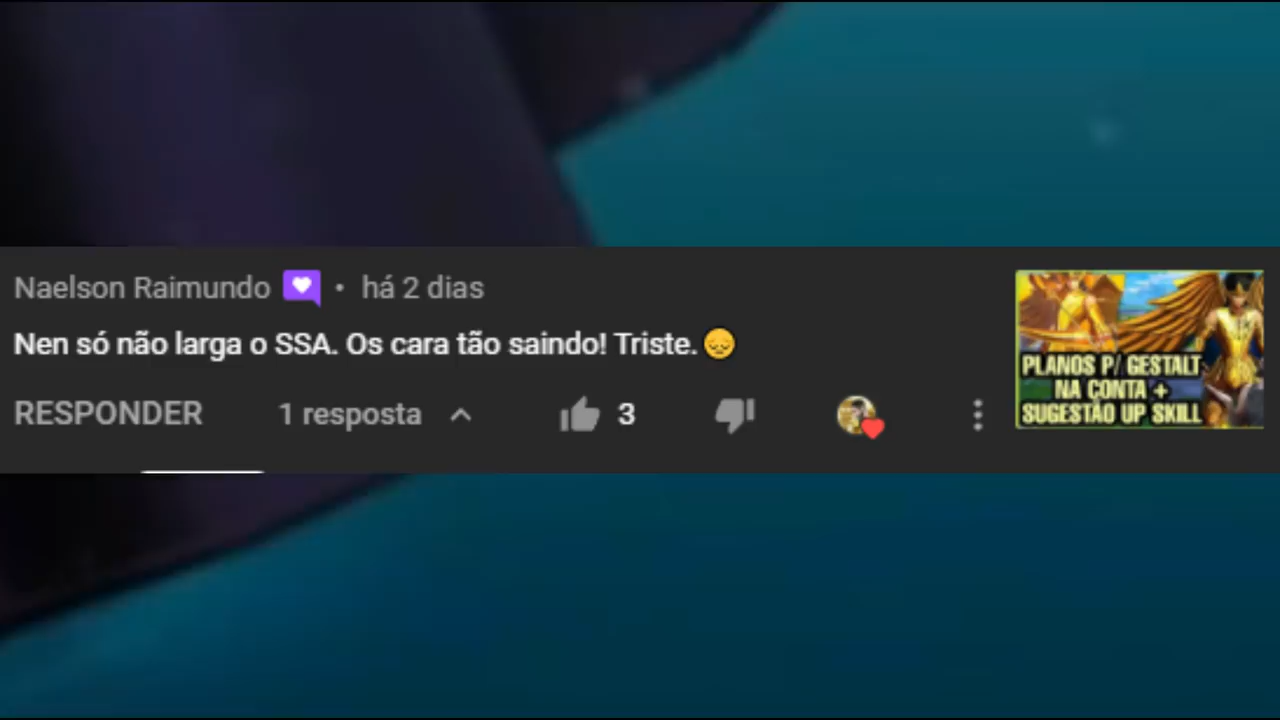 Naelson Raimundo • há 2 dias
Nen só não larga o SSA. Os cara tão saindo! Triste.😔
RESPONDER 1 resposta 3
PLANOS P/ GESTALT
NA CONTA +
SUGESTÃO UP SKILL